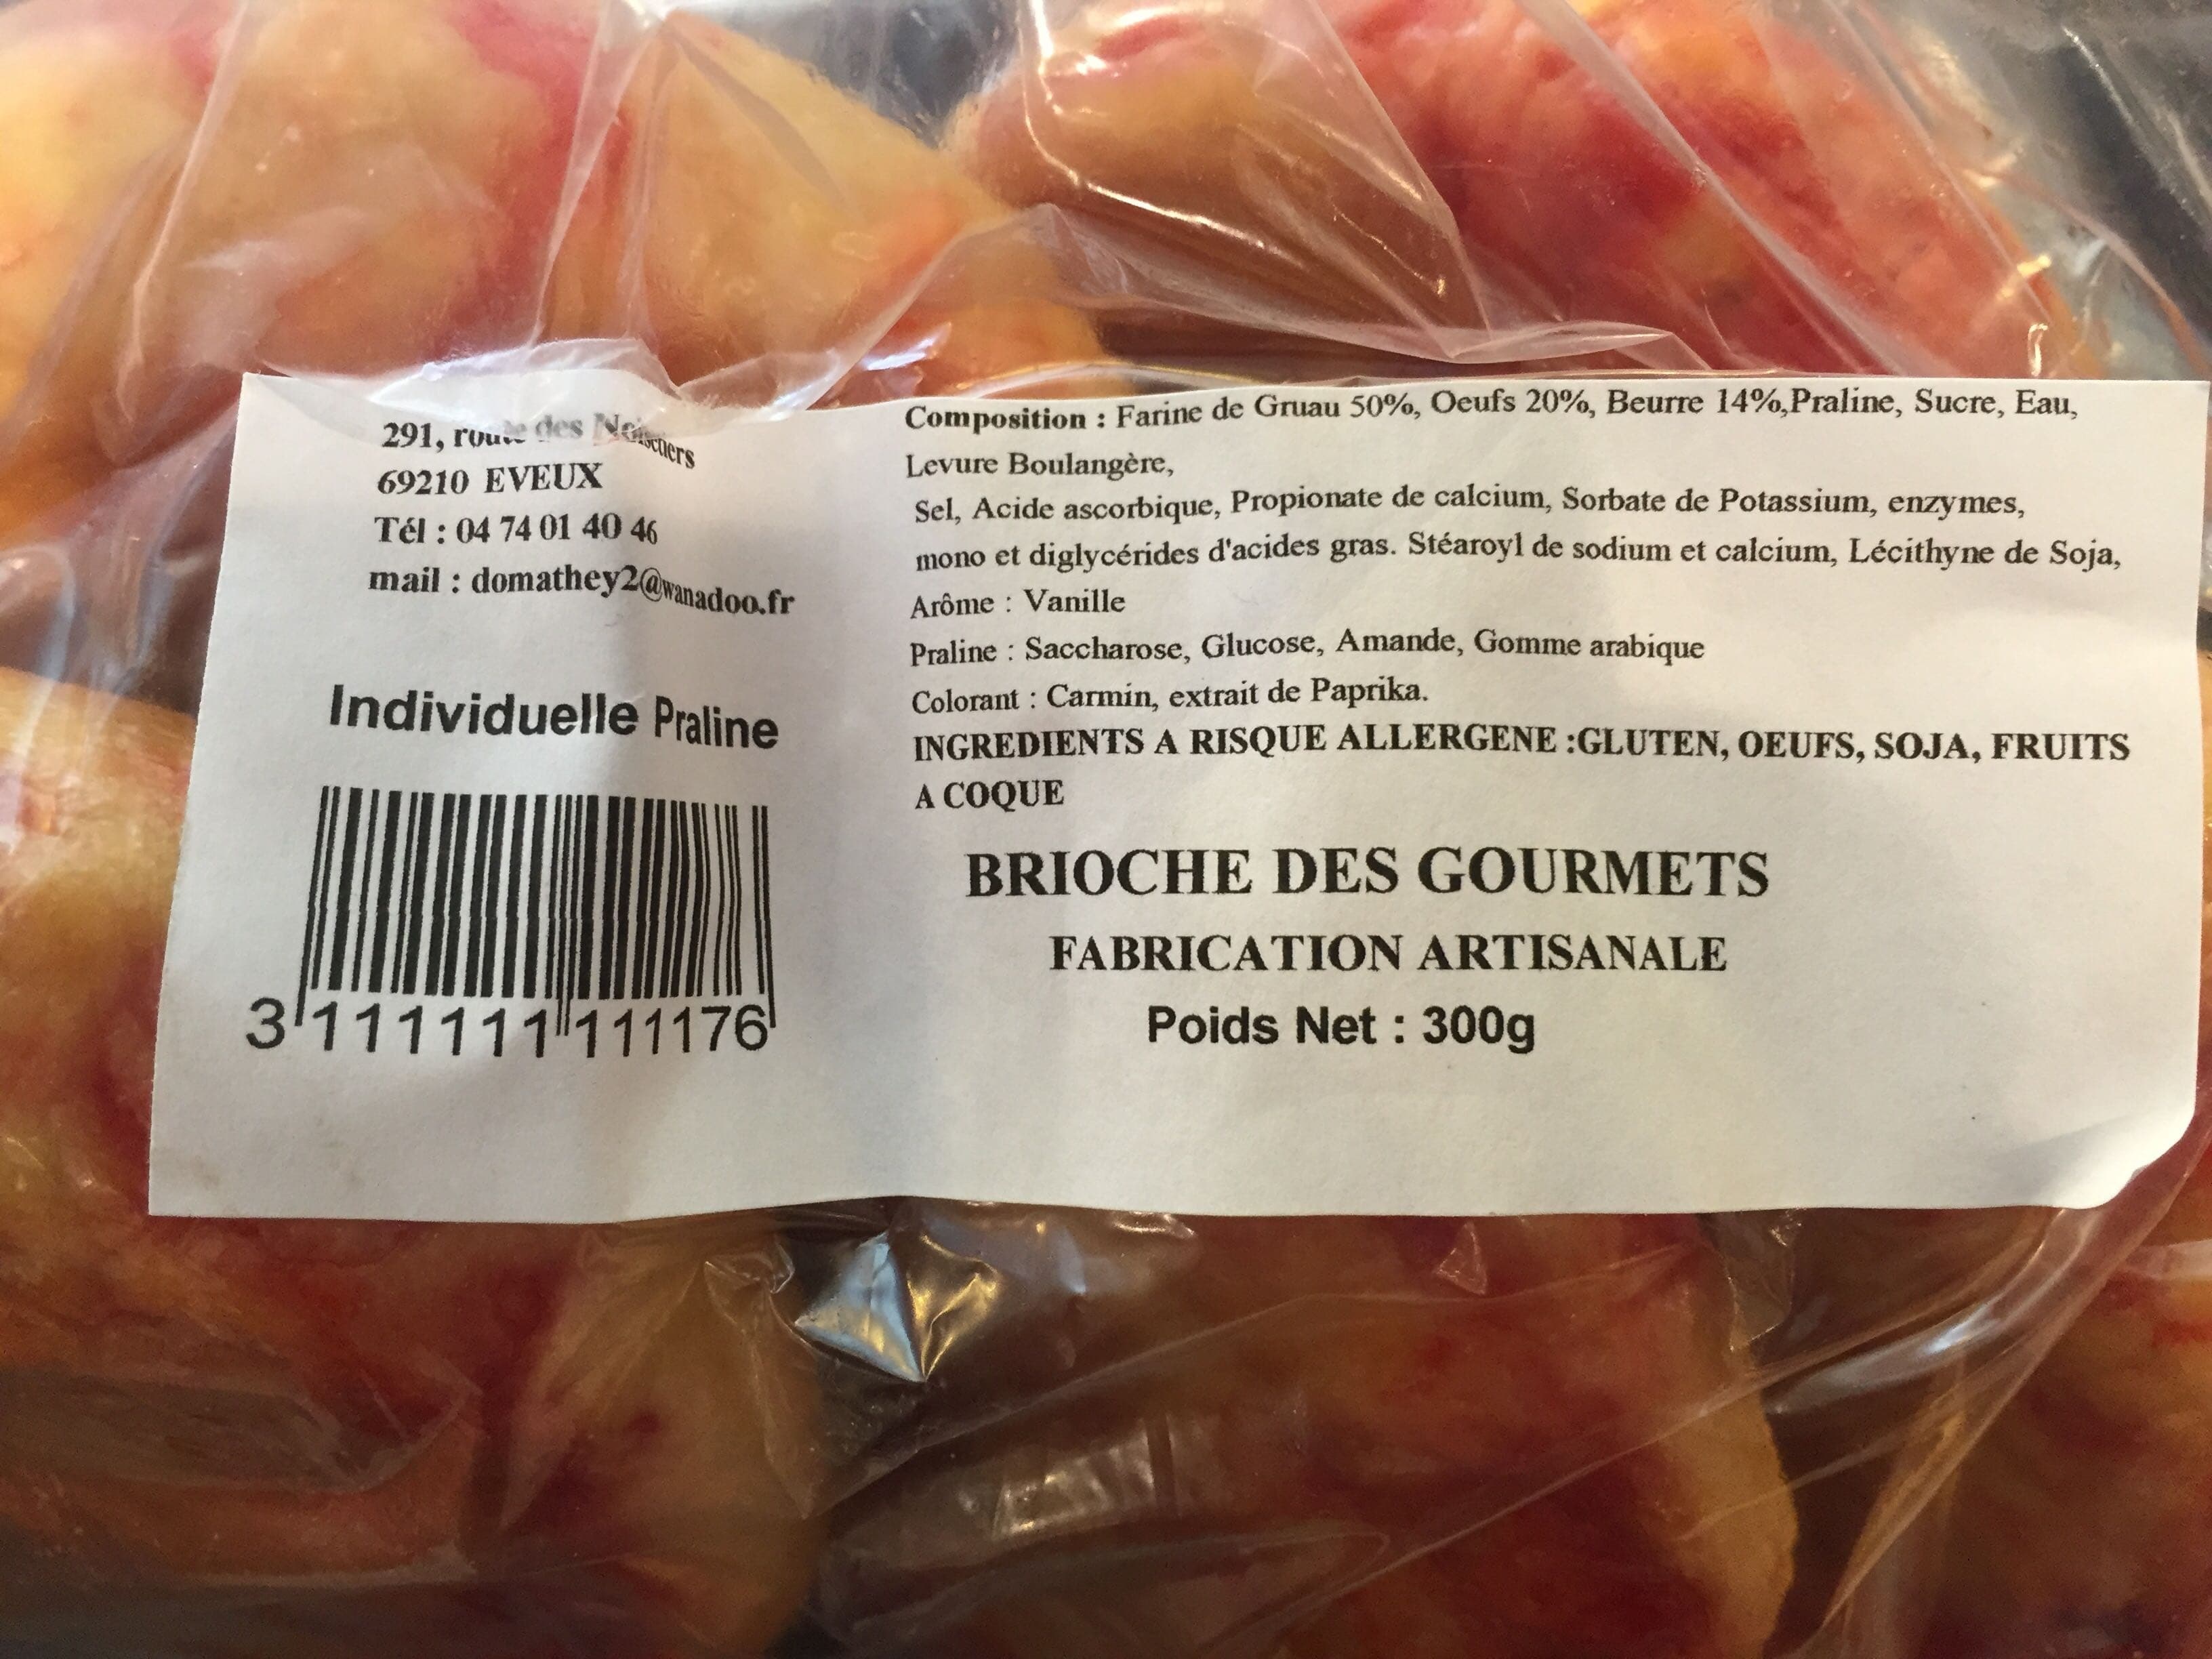 291, route des Noisetiers
69210 EVEUX
Tél : 04 74 01 40 46
mail : domathey2@wanadoo.fr
Individuelle Praline
3 111111 111176
Composition : Farine de Gruau 50%, Oeufs 20%, Beurre 14%,Praline, Sucre, Eau,
Levure Boulangère,
Sel, Acide ascorbique, Propionate de calcium, Sorbate de Potassium, enzymes,
mono et diglycérides d'acides gras. Stéaroyl de sodium et calcium, Lécithyne de Soja,
Arôme : Vanille
Praline : Saccharose, Glucose, Amande, Gomme arabique
Colorant : Carmin, extrait de Paprika.
INGREDIENTS A RISQUE ALLERGENE :GLUTEN, OEUFS, SOJA, FRUITS
A COQUE
BRIOCHE DES GOURMETS
FABRICATION ARTISANALE
Poids Net : 300g